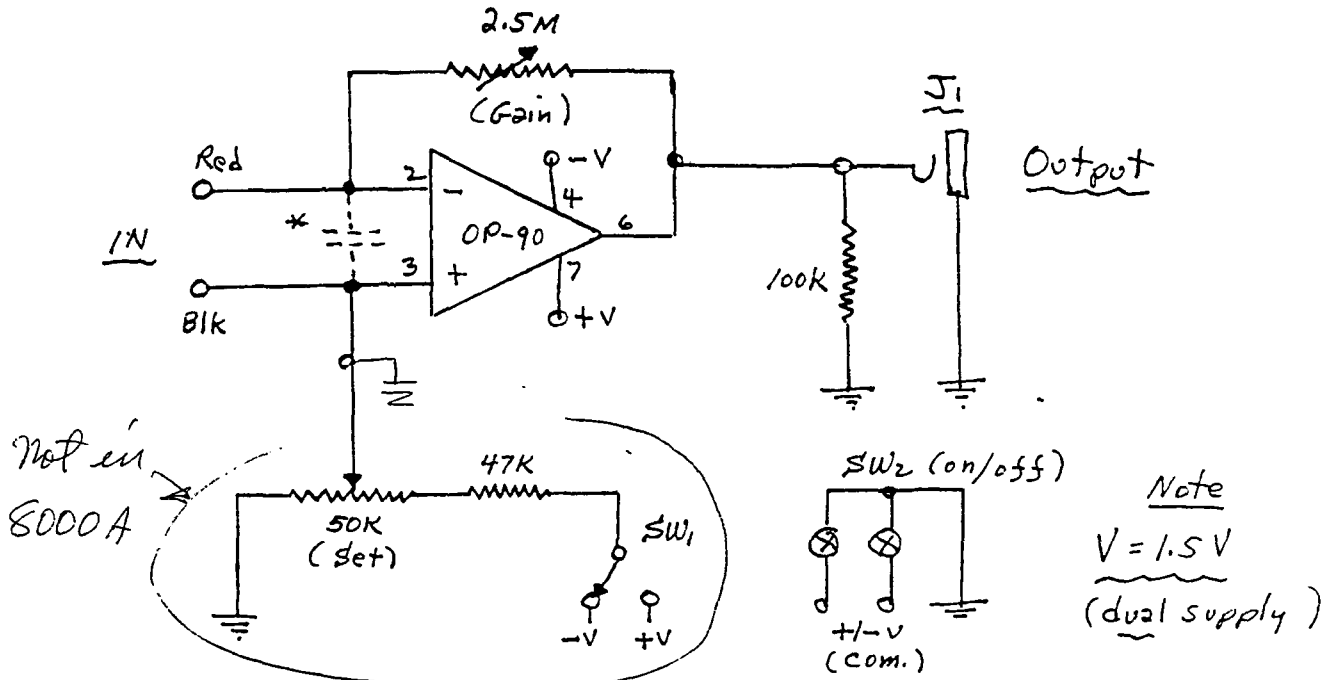 2.5M
(Gain)
J1
Red
-V
Output
2
-
4
*
OP-90
6
IN
3
+
7
100K
Blk
+V
Not in
8000A
47K
SW2 (on/off)
Note
50K
(Set)
SW1
V = 1.5 V
(dual supply)
-V
+V
+/-V
(Com.)